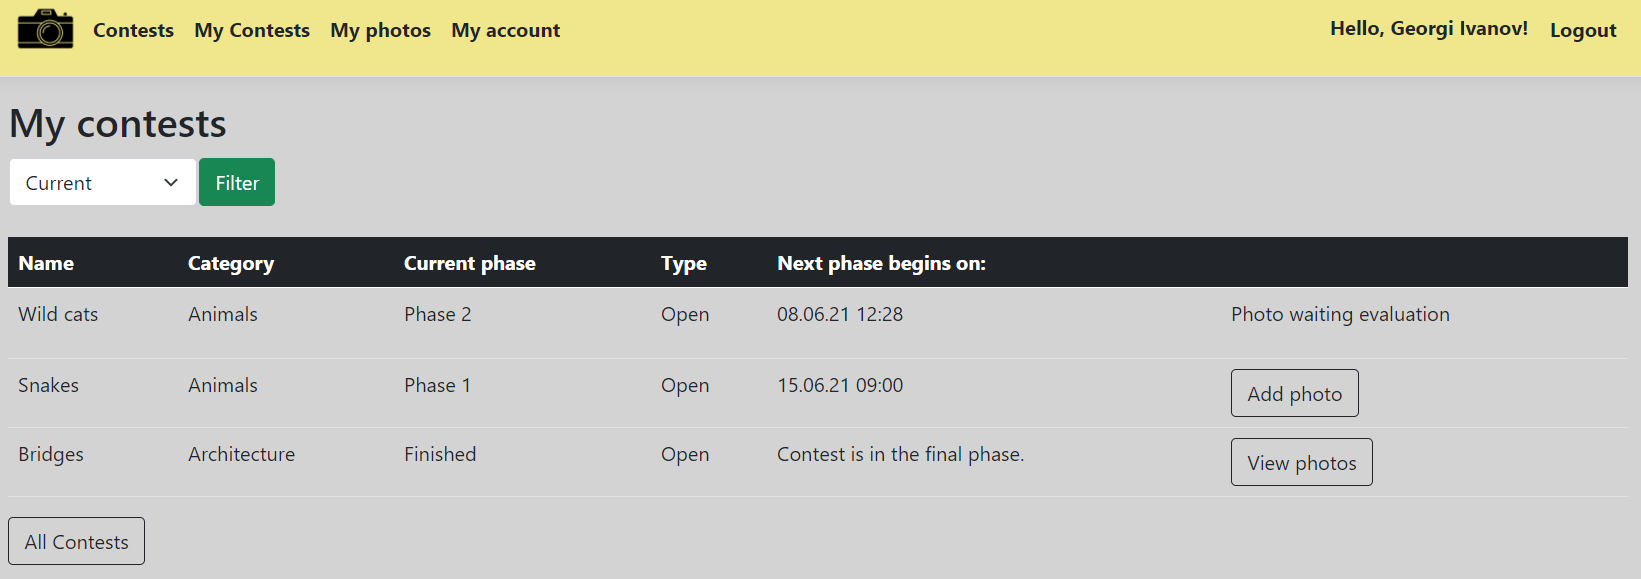 Contests My Contests My photos My account Hello, Georgi Ivanov! Logout
My contests
Current Filter
Name Category Current phase Type Next phase begins on:
Wild cats Animals Phase 2 Open 08.06.21 12:28 Photo waiting evaluation
Snakes Animals Phase 1 Open 15.06.21 09:00 Add photo
Bridges Architecture Finished Open Contest is in the final phase. View photos
All Contests